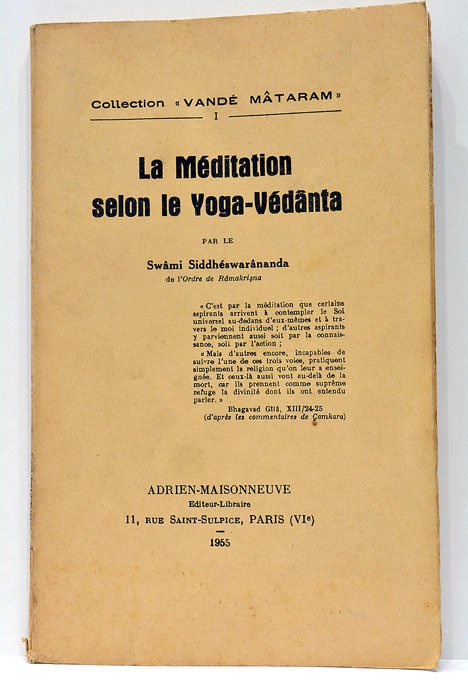 Collection « VANDÉ MÂTARAM »
I
La Méditation
selon le Yoga-Védânta
PAR LE
Swâmi Siddhéswarânanda
de l'Ordre de Râmakriṣṇa
« C'est par la méditation que certains
aspirants arrivent à contempler le Soi
universel au-dedans d'eux-mêmes et à tra-
vers le moi individuel ; d'autres aspirants
y parviennent aussi soit par la connais-
sance, soit par l'action ;
« Mais d'autres encore, incapables de
suivre l'une de ces trois voies, pratiquent
simplement la religion qu'on leur a ensei-
gnée. Et ceux-là aussi vont au-delà de la
mort, car ils prennent comme suprême
refuge la divinité dont ils ont entendu
parler. »
Bhagavad Gîtâ, XIII/24-25
(d'après les commentaires de Çamkara)
ADRIEN-MAISONNEUVE
Editeur-Libraire
11, RUE SAINT-SULPICE, PARIS (VIe)
1955